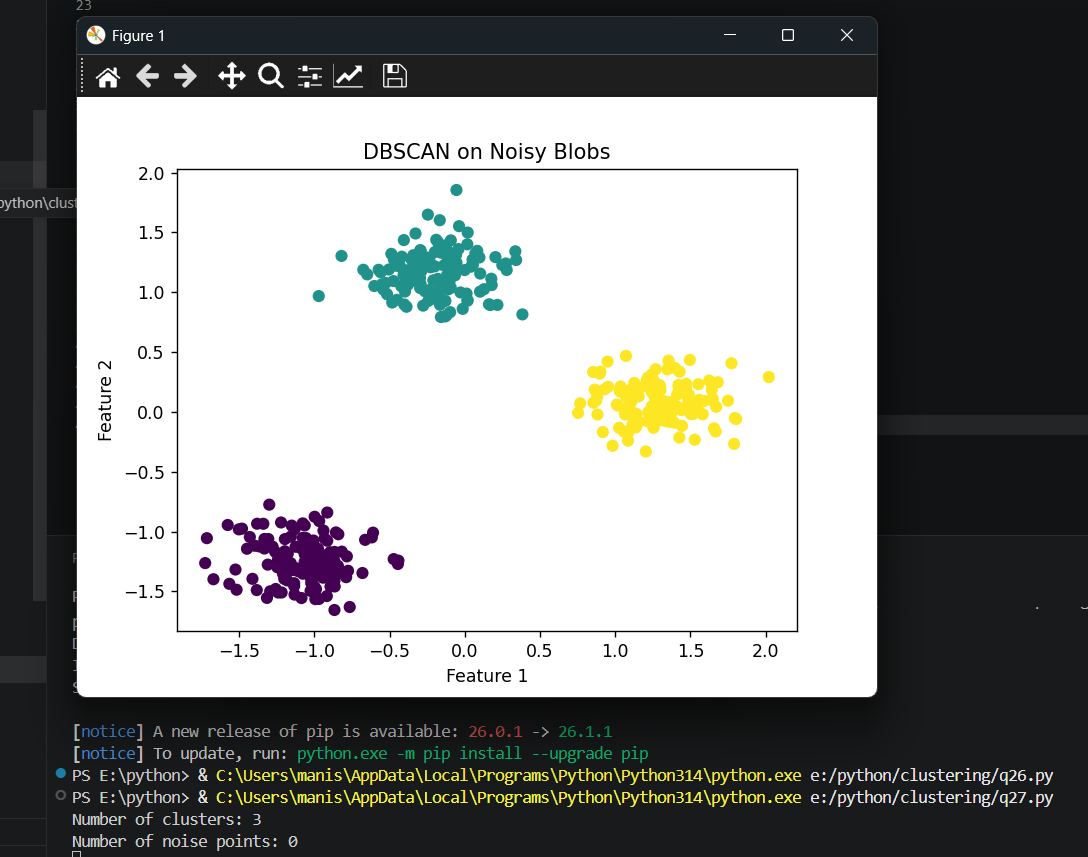 23
Figure 1
python\clust
DBSCAN on Noisy Blobs
2.0
1.5
1.0
0.5
0.0
−0.5
−1.0
−1.5
Feature 2
−1.5 −1.0 −0.5 0.0 0.5 1.0 1.5 2.0
Feature 1
[notice] A new release of pip is available: 26.0.1 -> 26.1.1
[notice] To update, run: python.exe -m pip install --upgrade pip
PS E:\python> & C:\Users\manis\AppData\Local\Programs\Python\Python314\python.exe e:/python/clustering/q26.py
PS E:\python> & C:\Users\manis\AppData\Local\Programs\Python\Python314\python.exe e:/python/clustering/q27.py
Number of clusters: 3
Number of noise points: 0